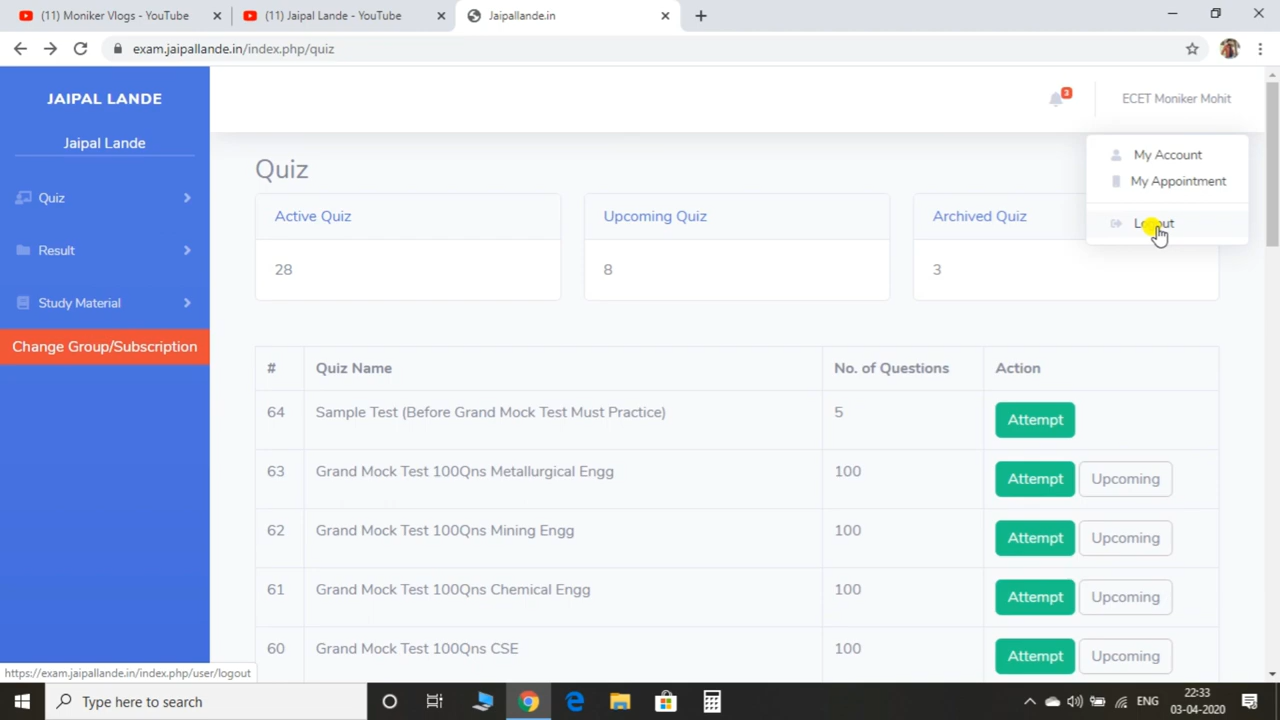 (11) Moniker Vlogs - YouTube
(11) Jaipal Lande - YouTube
Jaipallande.in
exam.jaipallande.in/index.php/quiz
JAIPAL LANDE
Jaipal Lande
Quiz
Result
Study Material
Change Group/Subscription
3
ECET Moniker Mohit
My Account
My Appointment
Logout
Quiz
Active Quiz
28
Upcoming Quiz
8
Archived Quiz
3
# Quiz Name No. of Questions Action
64 Sample Test (Before Grand Mock Test Must Practice) 5 Attempt
63 Grand Mock Test 100Qns Metallurgical Engg 100 Attempt Upcoming
62 Grand Mock Test 100Qns Mining Engg 100 Attempt Upcoming
61 Grand Mock Test 100Qns Chemical Engg 100 Attempt Upcoming
60 Grand Mock Test 100Qns CSE 100 Attempt Upcoming
https://exam.jaipallande.in/index.php/user/logout
Type here to search
ENG
22:33
03-04-2020